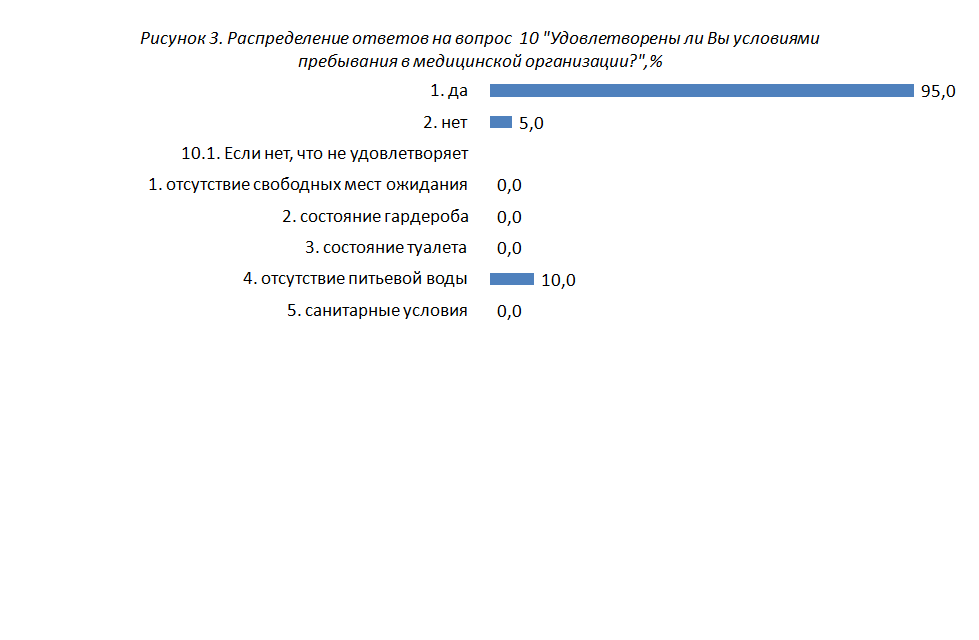 Рисунок 3. Распределение ответов на вопрос  10 "Удовлетворены ли Вы условиями
пребывания в медицинской организации?",%
1. да 95,0
2. нет 5,0
10.1. Если нет, что не удовлетворяет
1. отсутствие свободных мест ожидания 0,0
2. состояние гардероба 0,0
3. состояние туалета 0,0
4. отсутствие питьевой воды 10,0
5. санитарные условия 0,0